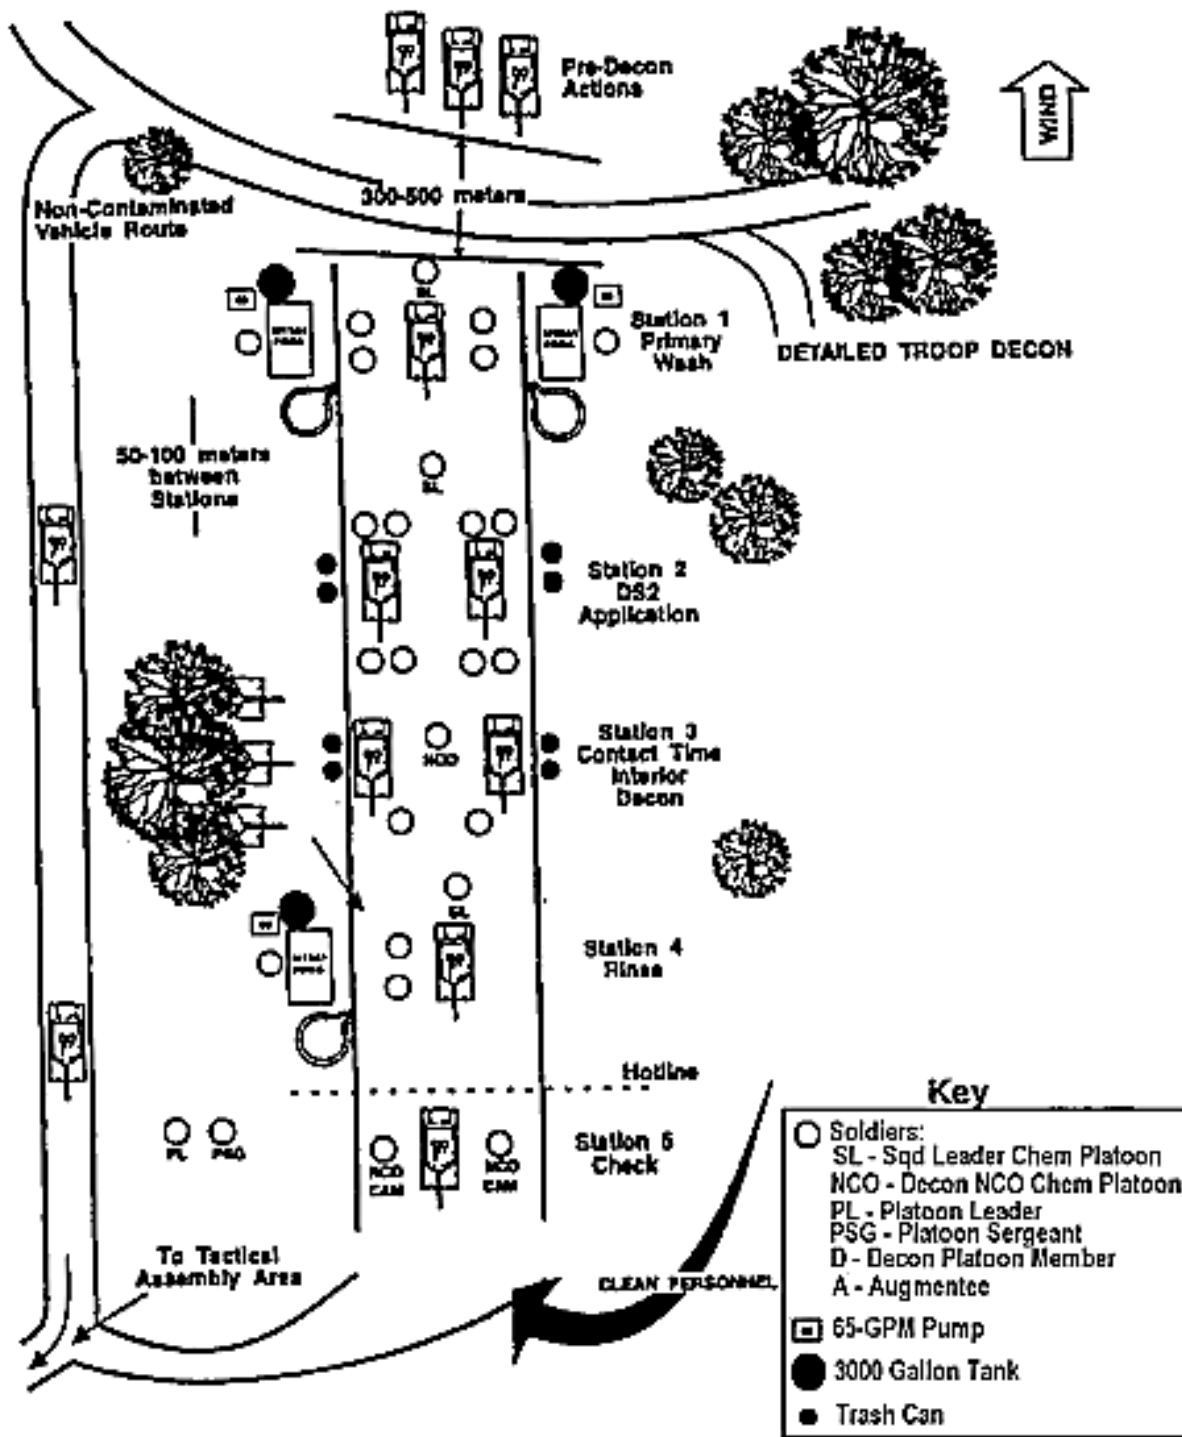 Pre-Decon
Actions
WIND
300-500 meters
Non-Contaminated
Vehicle Route
SL
Station 1
Primary
Wash
DETAILED TROOP DECON
50-100 meters
between
Stations
SL
Station 2
DS2
Application
Station 3
Contact Time
Interior
Decon
NCO
SL
Station 4
Rinse
Hotline
PL PSG
NCO
CAM
NCO
CAM
Station 5
Check
To Tactical
Assembly Area
CLEAN PERSONNEL
Key
Soldiers:
SL - Sqd Leader Chem Platoon
NCO - Decon NCO Chem Platoon
PL - Platoon Leader
PSG - Platoon Sergeant
D - Decon Platoon Member
A - Augmentee
65-GPM Pump
3000 Gallon Tank
Trash Can